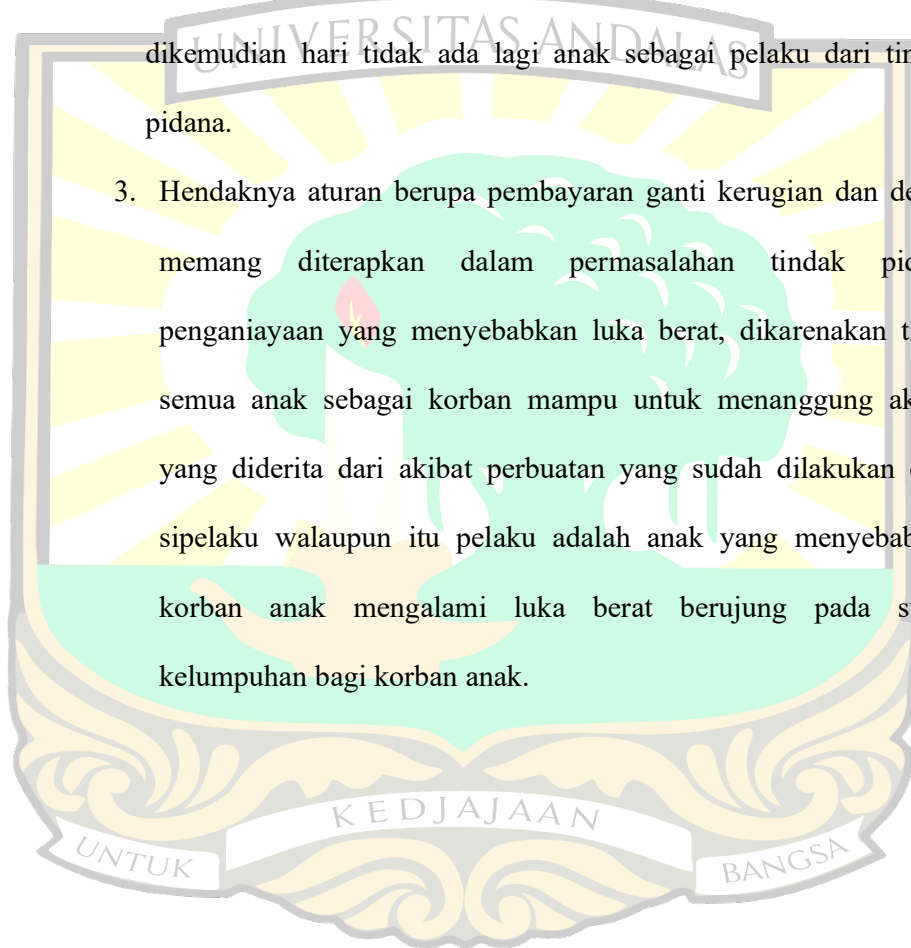 UNIVERSITAS ANDALAS
dikemudian hari tidak ada lagi anak sebagai pelaku dari tin
pidana.
3. Hendaknya aturan berupa pembayaran ganti kerugian dan de
memang diterapkan dalam permasalahan tindak pid
penganiayaan yang menyebabkan luka berat, dikarenakan
semua anak sebagai korban mampu untuk menanggung ak
yang diderita dari akibat perbuatan yang sudah dilakukan
sipelaku walaupun itu pelaku adalah anak yang menyebab
korban anak mengalami luka berat berujung pada
kelumpuhan bagi korban anak.
KEDJAJAAN
UNTUK
BANGSA